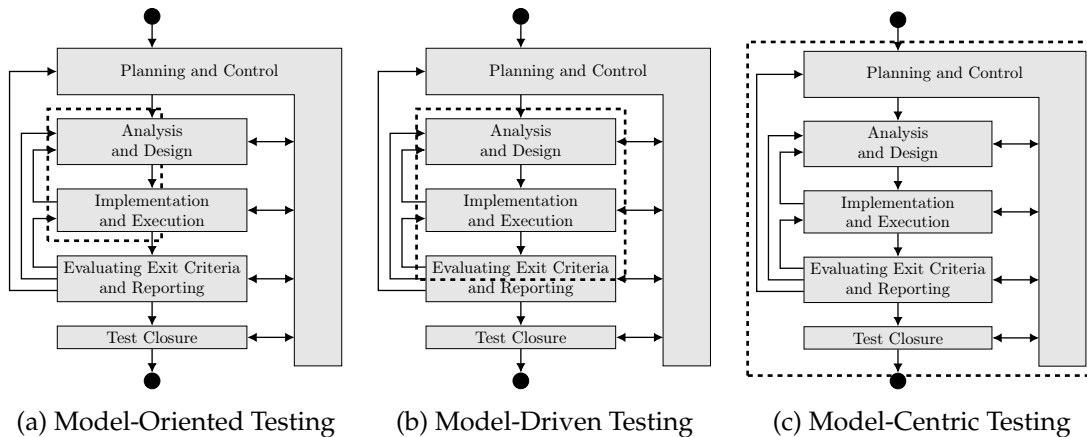 Planning and Control
Analysis
and Design
Implementation
and Execution
Evaluating Exit Criteria
and Reporting
Test Closure
(a) Model-Oriented Testing
Planning and Control
Analysis
and Design
Implementation
and Execution
Evaluating Exit Criteria
and Reporting
Test Closure
(b) Model-Driven Testing
Planning and Control
Analysis
and Design
Implementation
and Execution
Evaluating Exit Criteria
and Reporting
Test Closure
(c) Model-Centric Testing